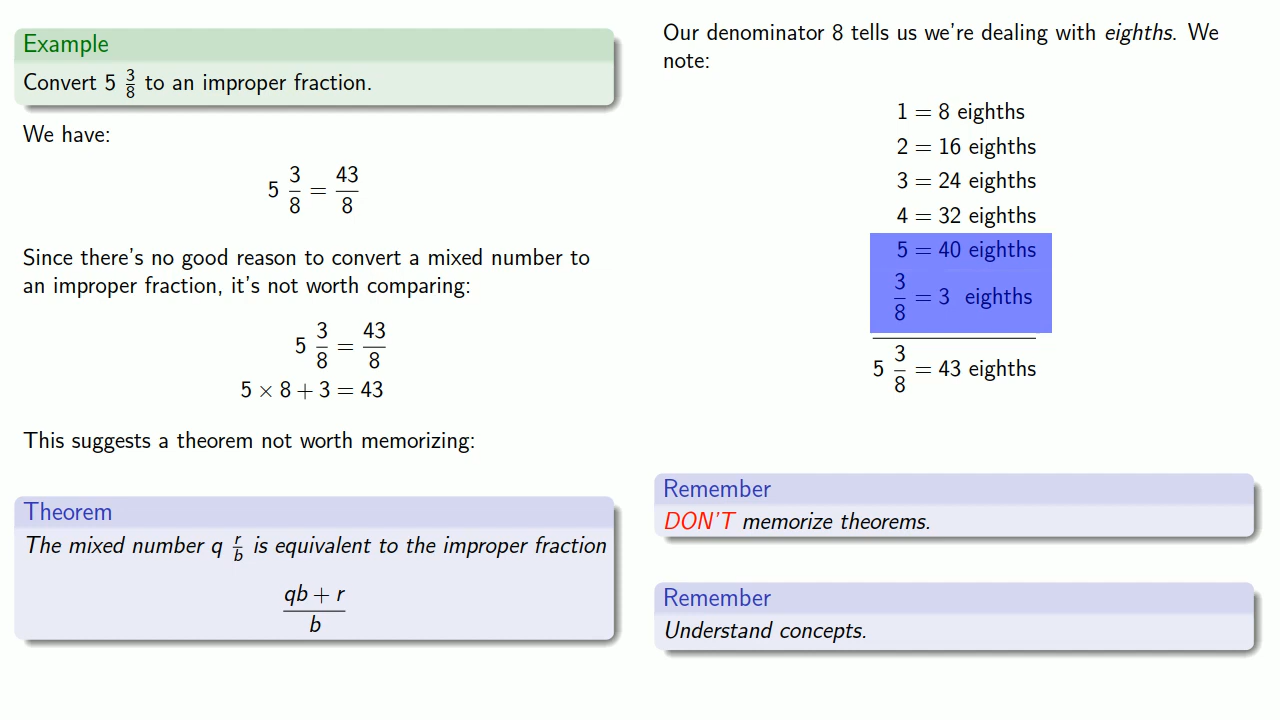 Example
Convert 5 3/8 to an improper fraction.
We have:
5 3/8 = 43/8
Since there's no good reason to convert a mixed number to
an improper fraction, it's not worth comparing:
5 3/8 = 43/8
5 × 8 + 3 = 43
This suggests a theorem not worth memorizing:
Theorem
The mixed number q r/b is equivalent to the improper fraction
qb + r
b
Our denominator 8 tells us we're dealing with eighths. We
note:
1 = 8 eighths
2 = 16 eighths
3 = 24 eighths
4 = 32 eighths
5 = 40 eighths
3/8 = 3 eighths
5 3/8 = 43 eighths
Remember
DON'T memorize theorems.
Remember
Understand concepts.